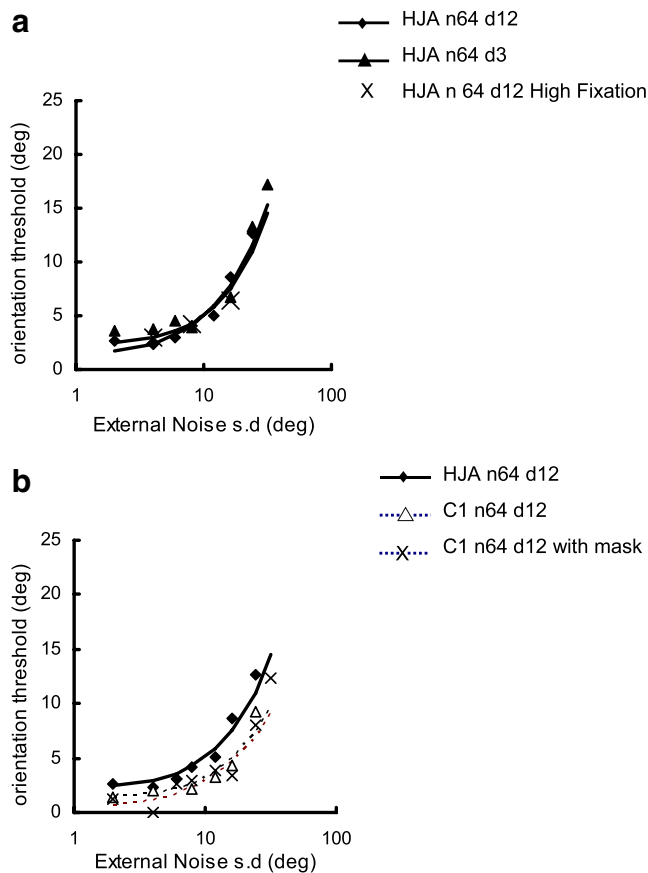 a
HJA n64 d12
HJA n64 d3
HJA n 64 d12 High Fixation
25
20
15
10
5
0
orientation threshold (deg)
1 10 100
External Noise s.d (deg)
b
HJA n64 d12
C1 n64 d12
C1 n64 d12 with mask
25
20
15
10
5
0
orientation threshold (deg)
1 10 100
External Noise s.d (deg)